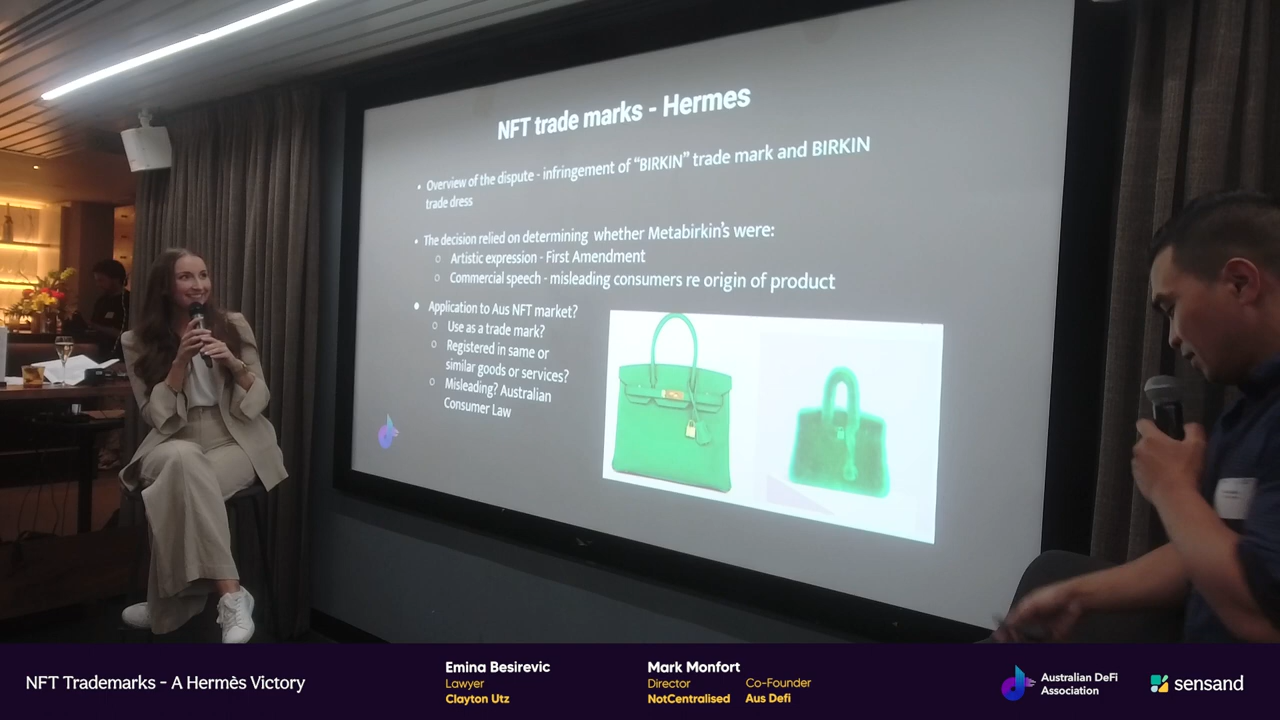 NFT trade marks - Hermes
• Overview of the dispute - infringement of “BIRKIN” trade mark and BIRKIN
trade dress
• The decision relied on determining whether Metabirkin's were:
○ Artistic expression - First Amendment
○ Commercial speech - misleading consumers re origin of product
• Application to Aus NFT market?
○ Use as a trade mark?
○ Registered in same or
similar goods or services?
○ Misleading? Australian
Consumer Law
NFT Trademarks - A Hermès Victory
Emina Besirevic
Lawyer
Clayton Utz
Mark Monfort
Director
NotCentralised
Co-Founder
Aus Defi
Australian DeFi
Association
sensand